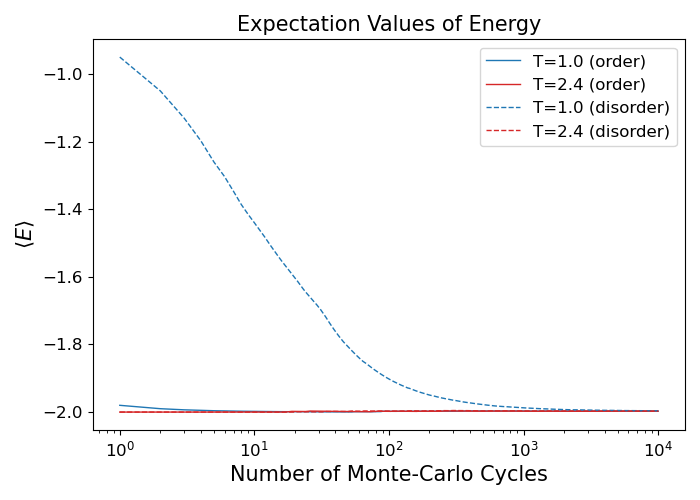 Expectation Values of Energy
⟨E⟩
−1.0
−1.2
−1.4
−1.6
−1.8
−2.0
T=1.0 (order)
T=2.4 (order)
T=1.0 (disorder)
T=2.4 (disorder)
10⁰ 10¹ 10² 10³ 10⁴
Number of Monte-Carlo Cycles